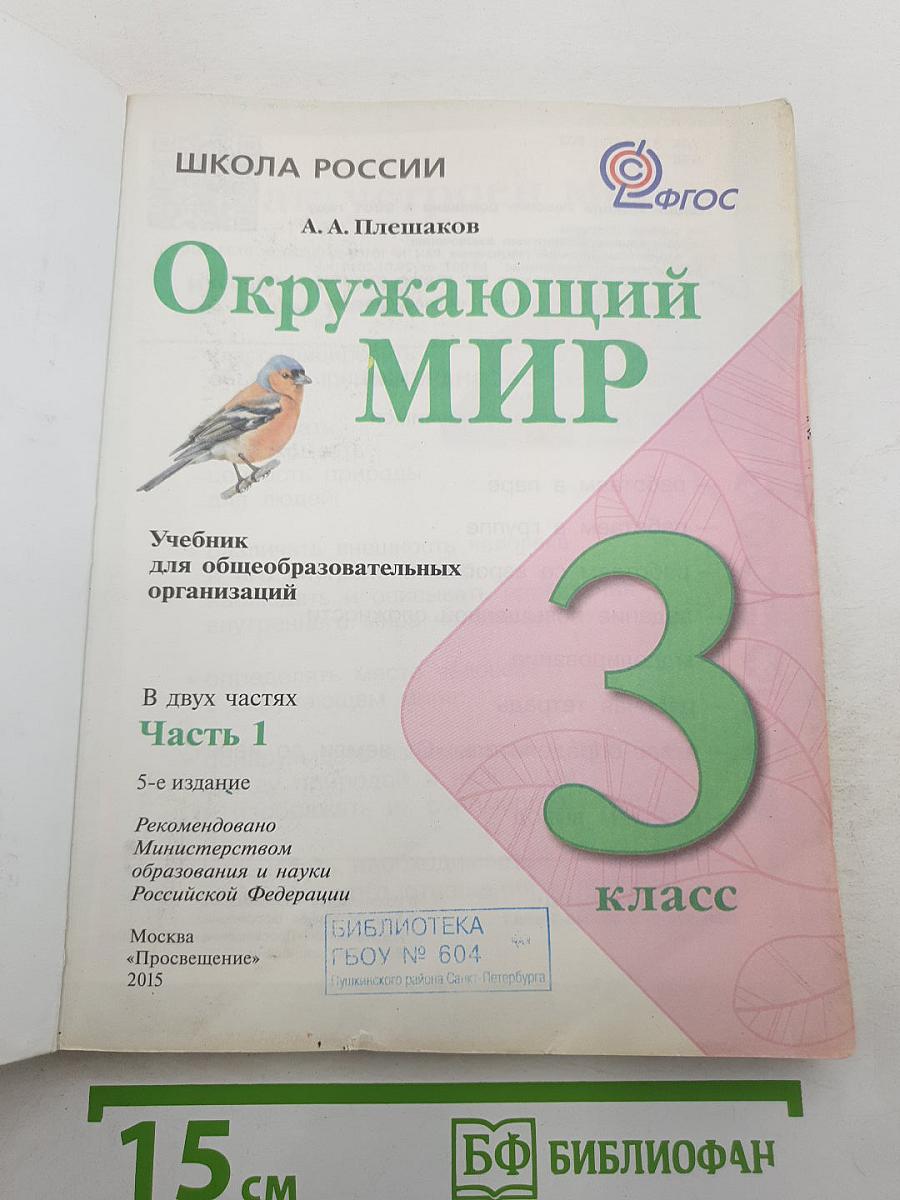 ШКОЛА РОССИИ
ФГОС
А. А. Плешаков
Окружающий
МИР
Учебник
для общеобразовательных
организаций
3
класс
В двух частях
Часть 1
5-е издание
Рекомендовано
Министерством
образования и науки
Российской Федерации
Москва
«Просвещение»
2015
БИБЛИОТЕКА
ГБОУ № 604
Пушкинского района Санкт-Петербурга
15 см
БФ БИБЛИОФАН